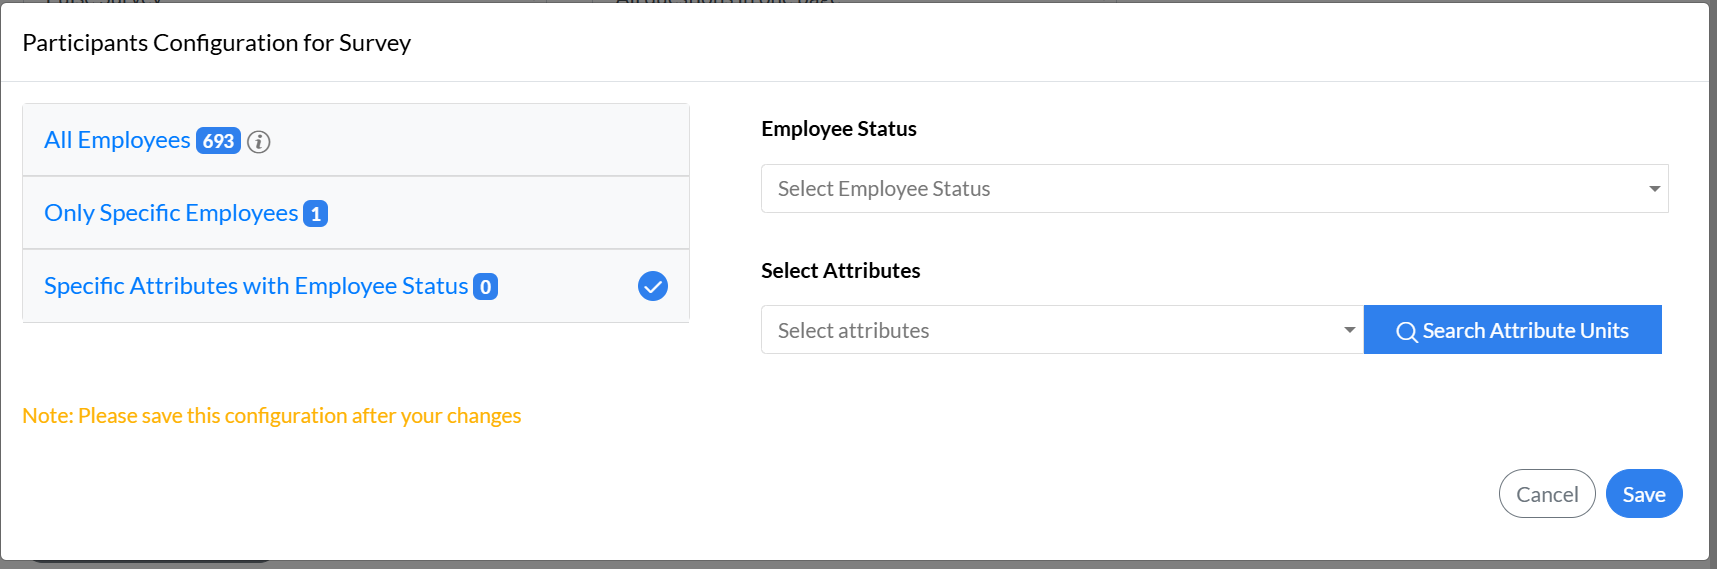 Participants Configuration for Survey
All Employees 693
Only Specific Employees 1
Specific Attributes with Employee Status 0
Note: Please save this configuration after your changes
Employee Status
Select Employee Status
Select Attributes
Select attributes
Search Attribute Units
Cancel
Save